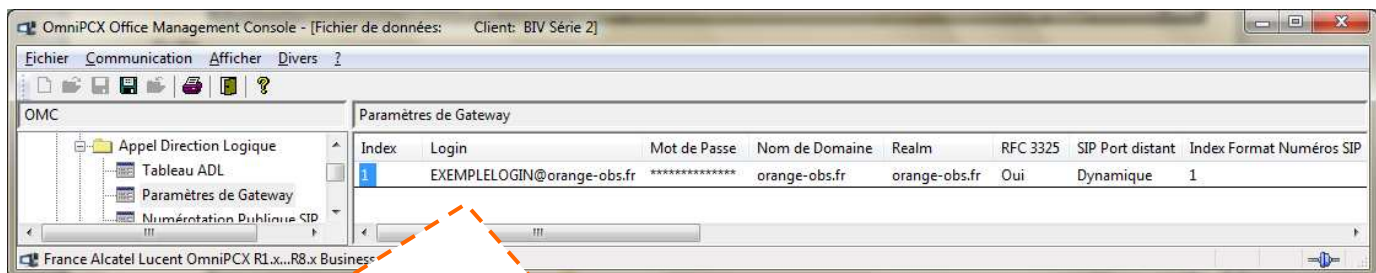 OmniPCX Office Management Console - [Fichier de données: Client: BIV Série 2]
Fichier Communication Afficher Divers ?
OMC
Paramètres de Gateway
Appel Direction Logique
Tableau ADL
Paramètres de Gateway
Numérotation Publique SIP
Index Login Mot de Passe Nom de Domaine Realm RFC 3325 SIP Port distant Index Format Numéros SIP
1 EXEMPLELOGIN@orange-obs.fr ************** orange-obs.fr orange-obs.fr Oui Dynamique 1
France Alcatel Lucent OmniPCX R1.x...R8.x Business